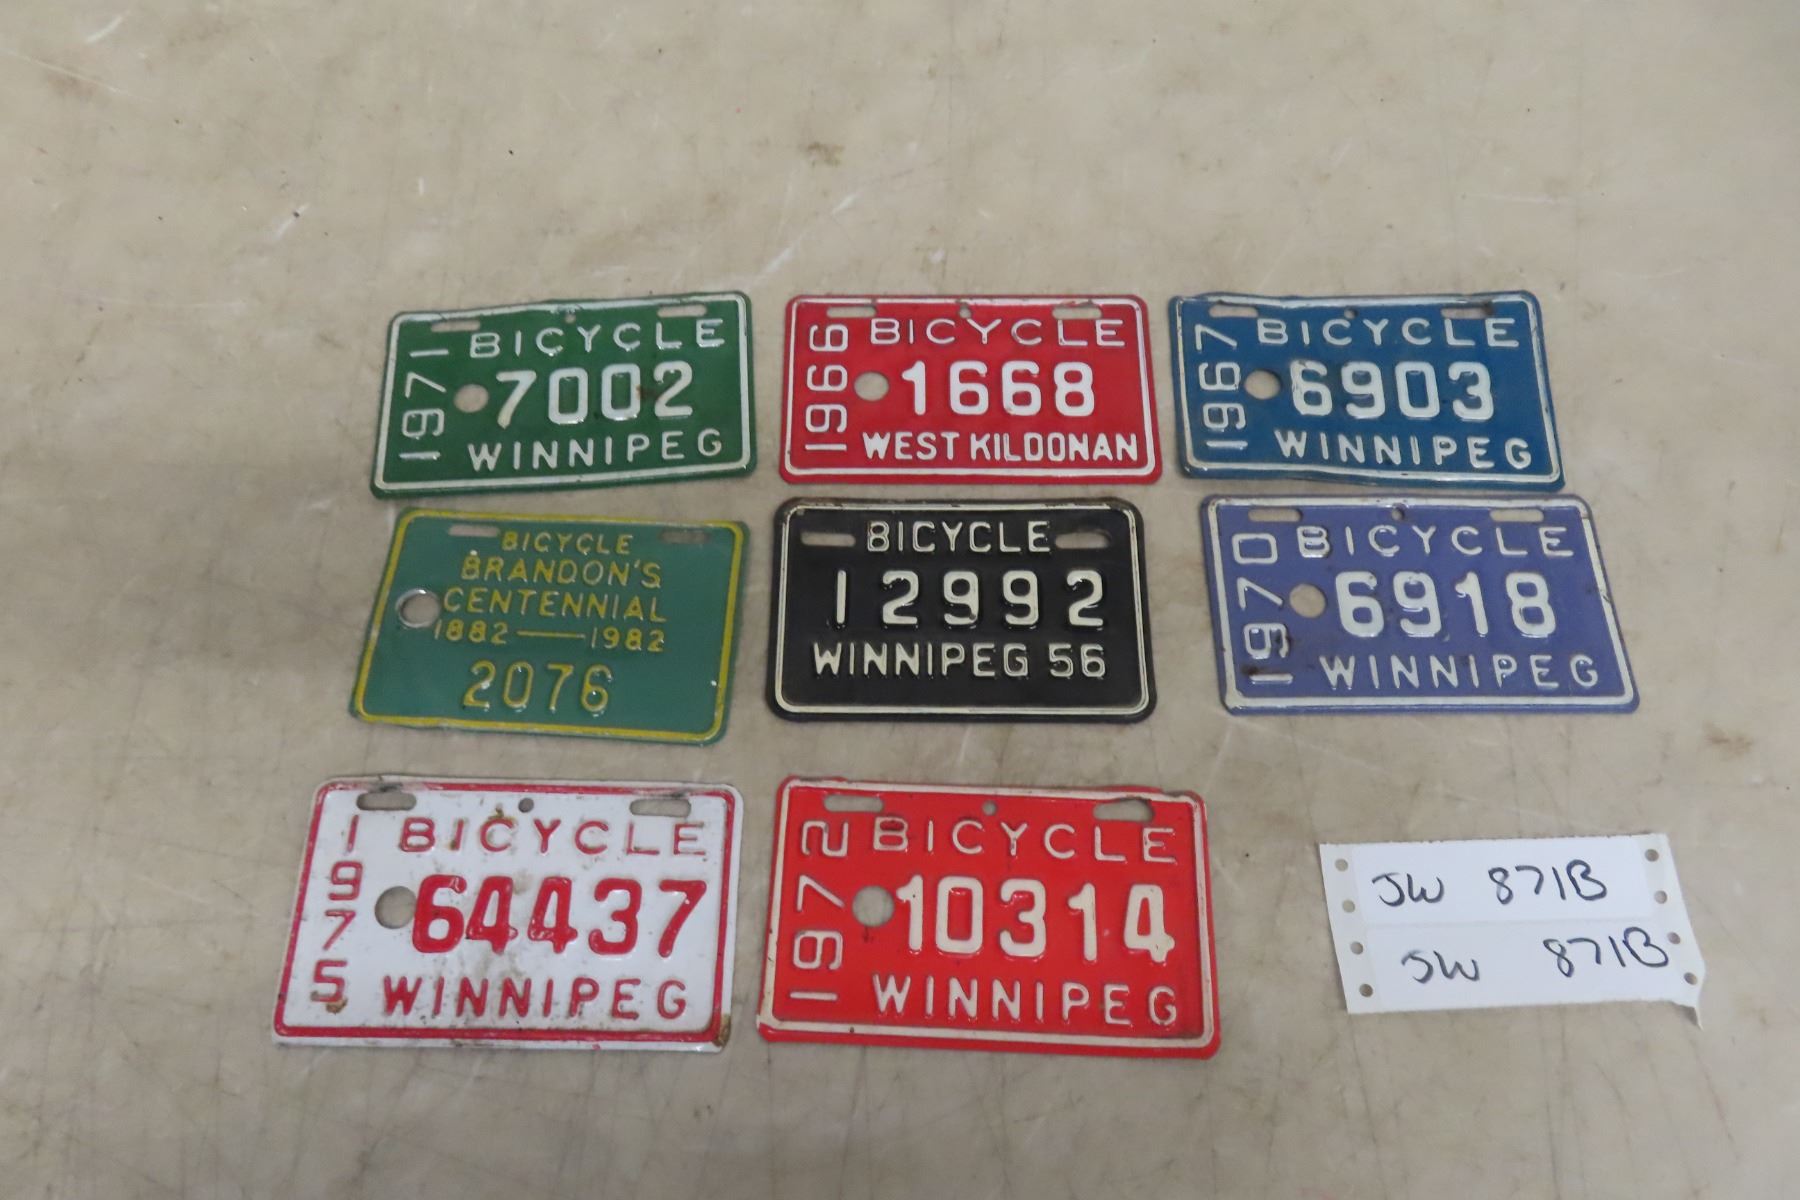 1971
BICYCLE
7002
WINNIPEG
1966
BICYCLE
1668
WEST KILDONAN
1967
BICYCLE
6903
WINNIPEG
BICYCLE
BRANDON'S
CENTENNIAL
1882 — 1982
2076
BICYCLE
12992
WINNIPEG 56
1970
BICYCLE
6918
WINNIPEG
1975
BICYCLE
64437
WINNIPEG
1972
BICYCLE
10314
WINNIPEG
JW 871B
JW 871B